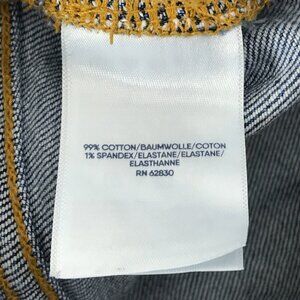 99% COTTON/BAUMWOLLE/COTON
1% SPANDEX/ELASTANE/ELASTANE/
ELASTHANNE
RN 62830